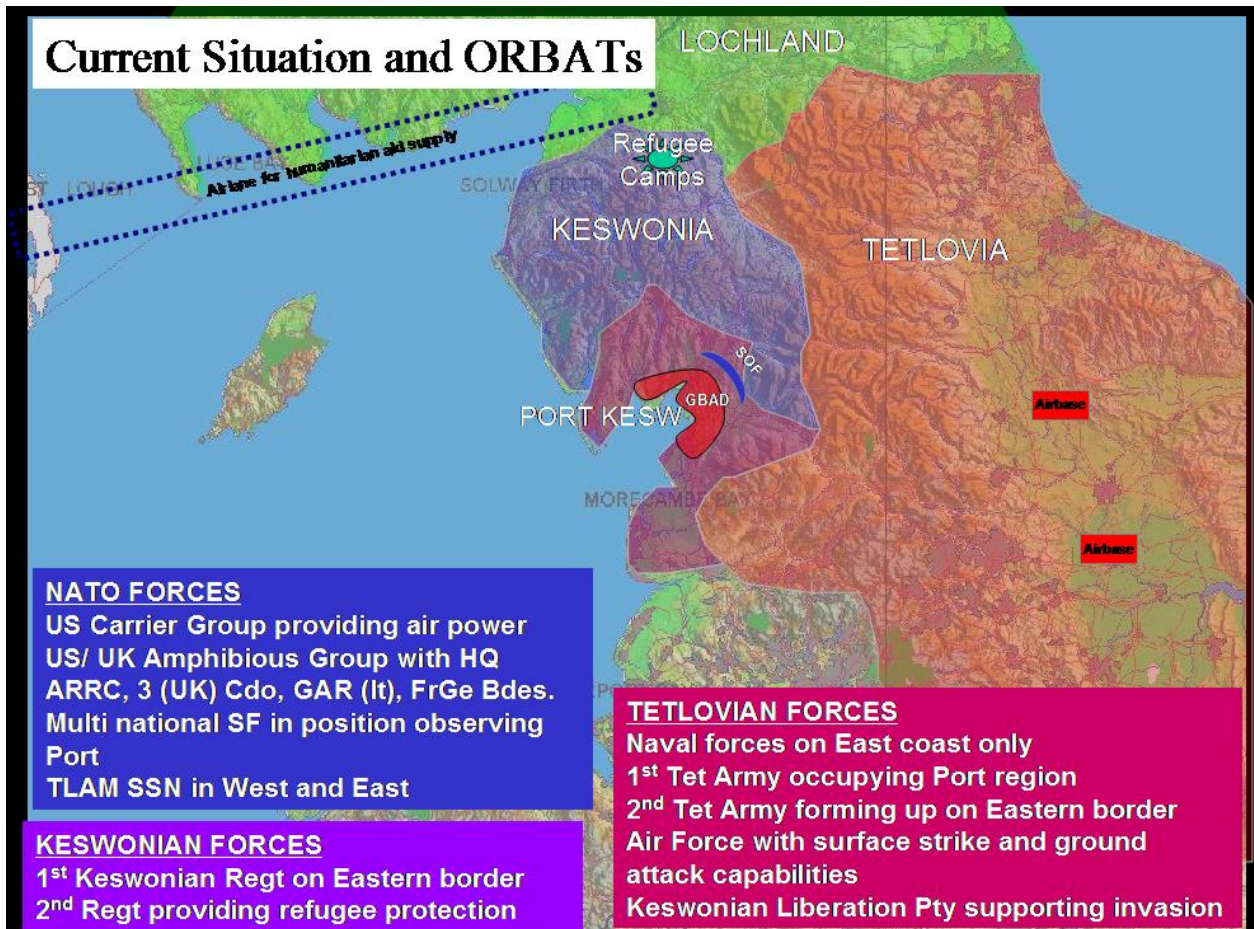 Current Situation and ORBATs
LOCHLAND
Refugee
Camps
Airlane for humanitarian aid supply
LUCE BAY
LOUGH
SOLWAY FIRTH
KESWONIA
TETLOVIA
SOF
GBAD
PORT KESW
Airbase
MORECAMBE BAY
Airbase
NATO FORCES
US Carrier Group providing air power
US/ UK Amphibious Group with HQ
ARRC, 3 (UK) Cdo, GAR (It), FrGe Bdes.
Multi national SF in position observing
Port
TLAM SSN in West and East
KESWONIAN FORCES
1st Keswonian Regt on Eastern border
2nd Regt providing refugee protection
TETLOVIAN FORCES
Naval forces on East coast only
1st Tet Army occupying Port region
2nd Tet Army forming up on Eastern border
Air Force with surface strike and ground
attack capabilities
Keswonian Liberation Pty supporting invasion